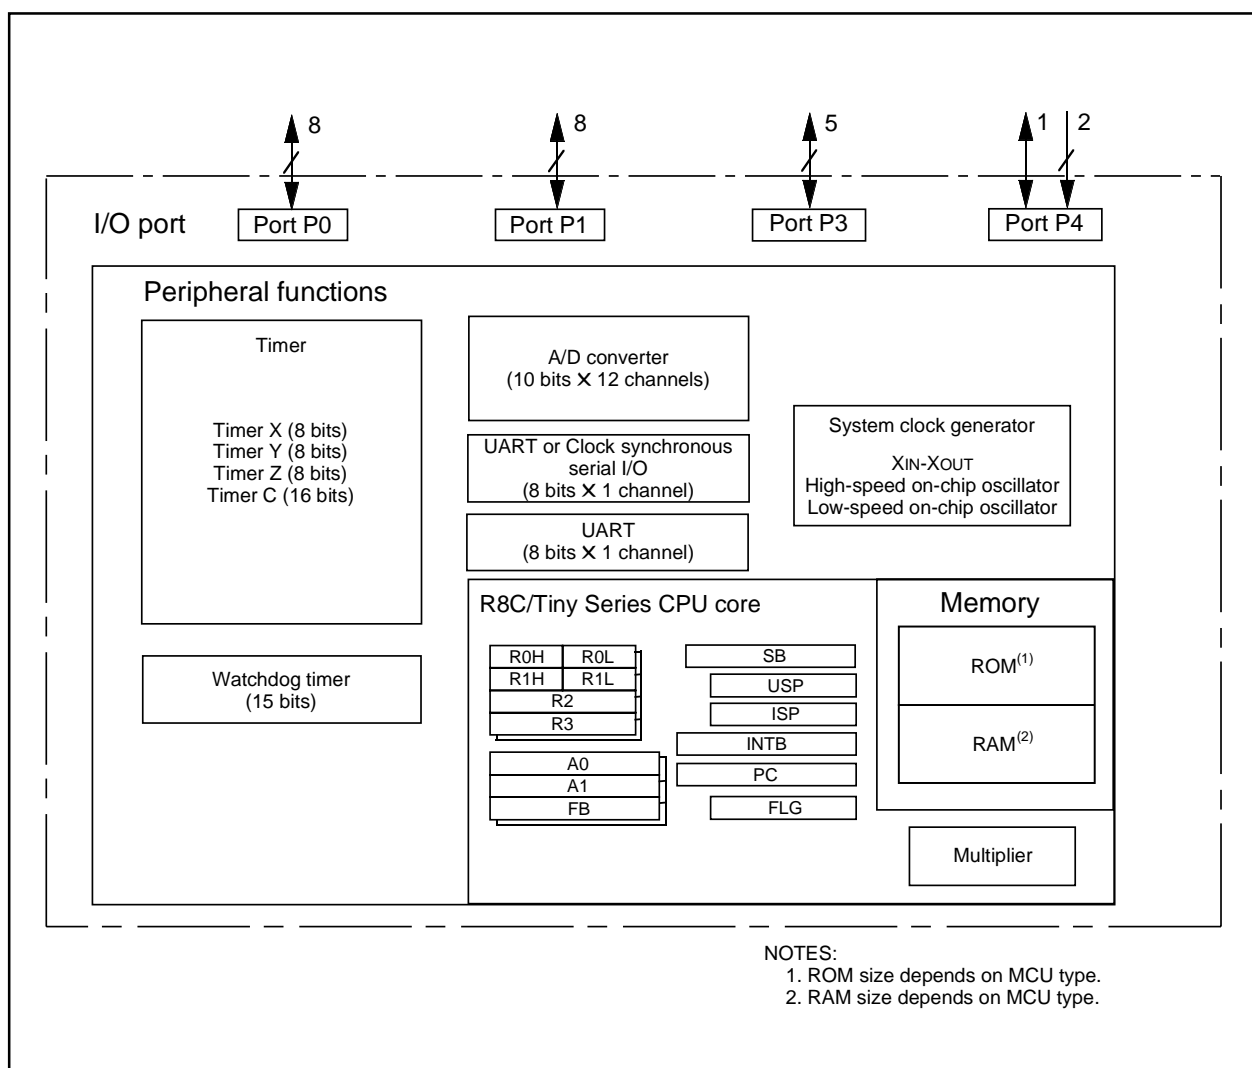 8
8
5
1
2
I/O port
Port P0
Port P1
Port P3
Port P4
Peripheral functions
Timer
Timer X (8 bits)
Timer Y (8 bits)
Timer Z (8 bits)
Timer C (16 bits)
Watchdog timer
(15 bits)
A/D converter
(10 bits X 12 channels)
UART or Clock synchronous
serial I/O
(8 bits X 1 channel)
UART
(8 bits X 1 channel)
System clock generator
XIN-XOUT
High-speed on-chip oscillator
Low-speed on-chip oscillator
R8C/Tiny Series CPU core
R0H
R0L
R1H
R1L
R2
R3
A0
A1
FB
SB
USP
ISP
INTB
PC
FLG
Memory
ROM(1)
RAM(2)
Multiplier
NOTES:
1. ROM size depends on MCU type.
2. RAM size depends on MCU type.